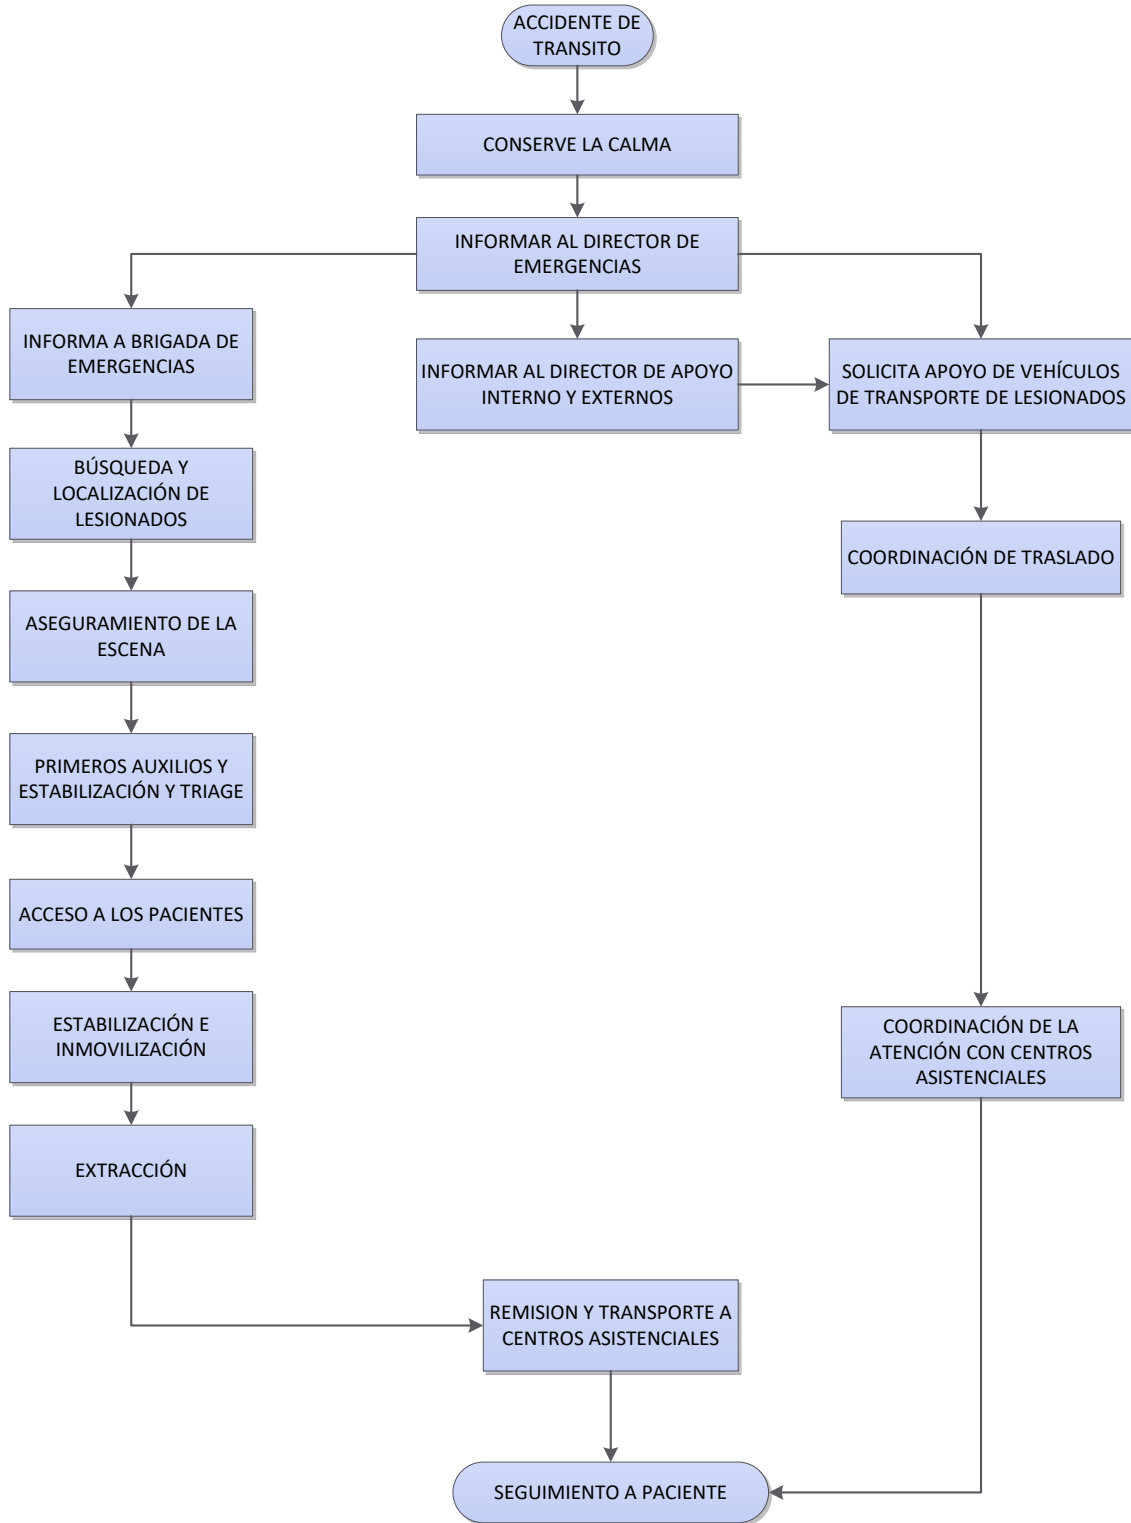 ACCIDENTE DE
TRANSITO
CONSERVE LA CALMA
INFORMAR AL DIRECTOR DE
EMERGENCIAS
INFORMA A BRIGADA DE
EMERGENCIAS
INFORMAR AL DIRECTOR DE APOYO
INTERNO Y EXTERNOS
SOLICITA APOYO DE VEHÍCULOS
DE TRANSPORTE DE LESIONADOS
BÚSQUEDA Y
LOCALIZACIÓN DE
LESIONADOS
COORDINACIÓN DE TRASLADO
ASEGURAMIENTO DE LA
ESCENA
PRIMEROS AUXILIOS Y
ESTABILIZACIÓN Y TRIAGE
ACCESO A LOS PACIENTES
ESTABILIZACIÓN E
INMOVILIZACIÓN
COORDINACIÓN DE LA
ATENCIÓN CON CENTROS
ASISTENCIALES
EXTRACCIÓN
REMISION Y TRANSPORTE A
CENTROS ASISTENCIALES
SEGUIMIENTO A PACIENTE